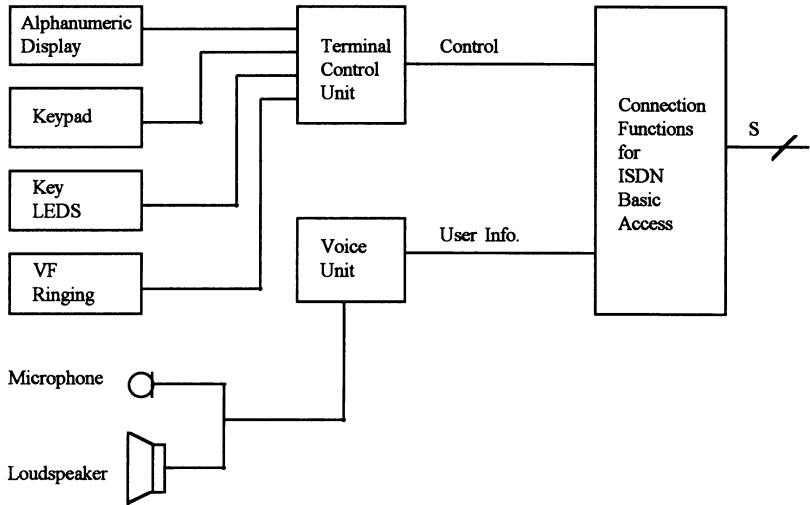 Alphanumeric
Display
Keypad
Key
LEDS
VF
Ringing
Microphone
Loudspeaker
Terminal
Control
Unit
Voice
Unit
Control
User Info.
Connection
Functions
for
ISDN
Basic
Access
S